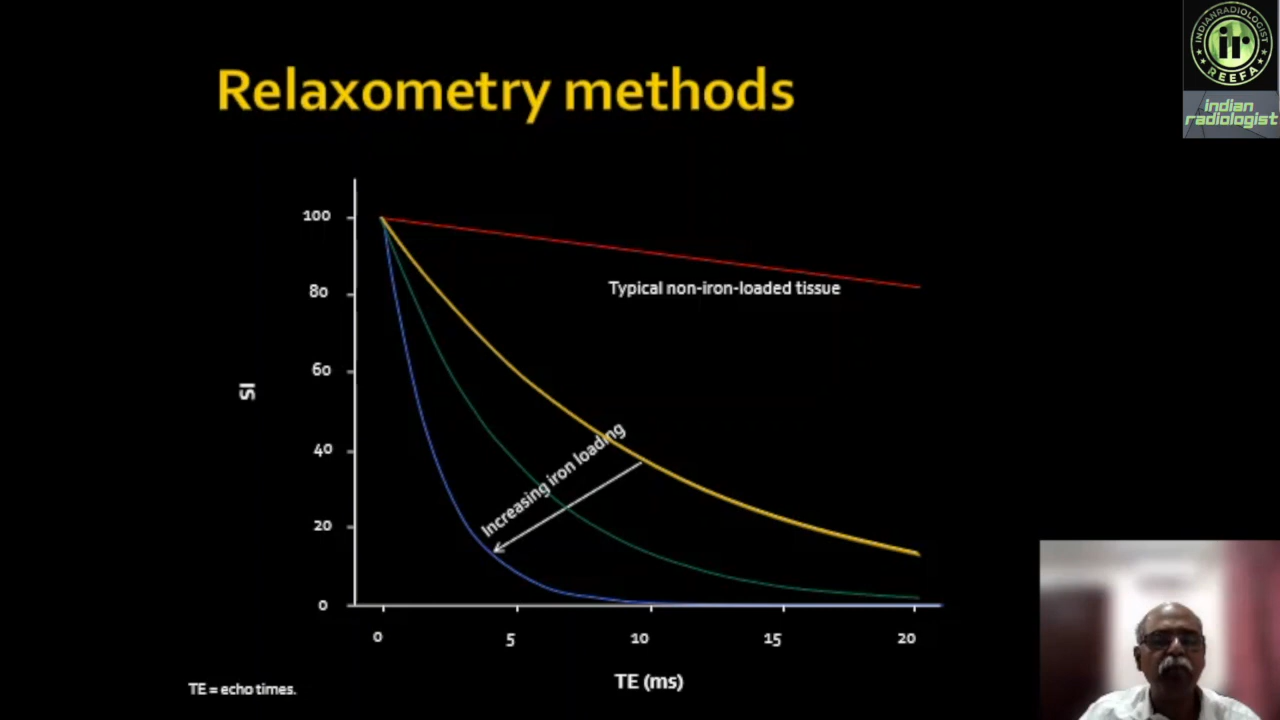 Relaxometry methods
INDIANRADIOLOGIST
ir
REEFA
indian
radiologist
100
80
60
40
20
0
SI
Typical non-iron-loaded tissue
Increasing iron loading
0 5 10 15 20
TE (ms)
TE = echo times.